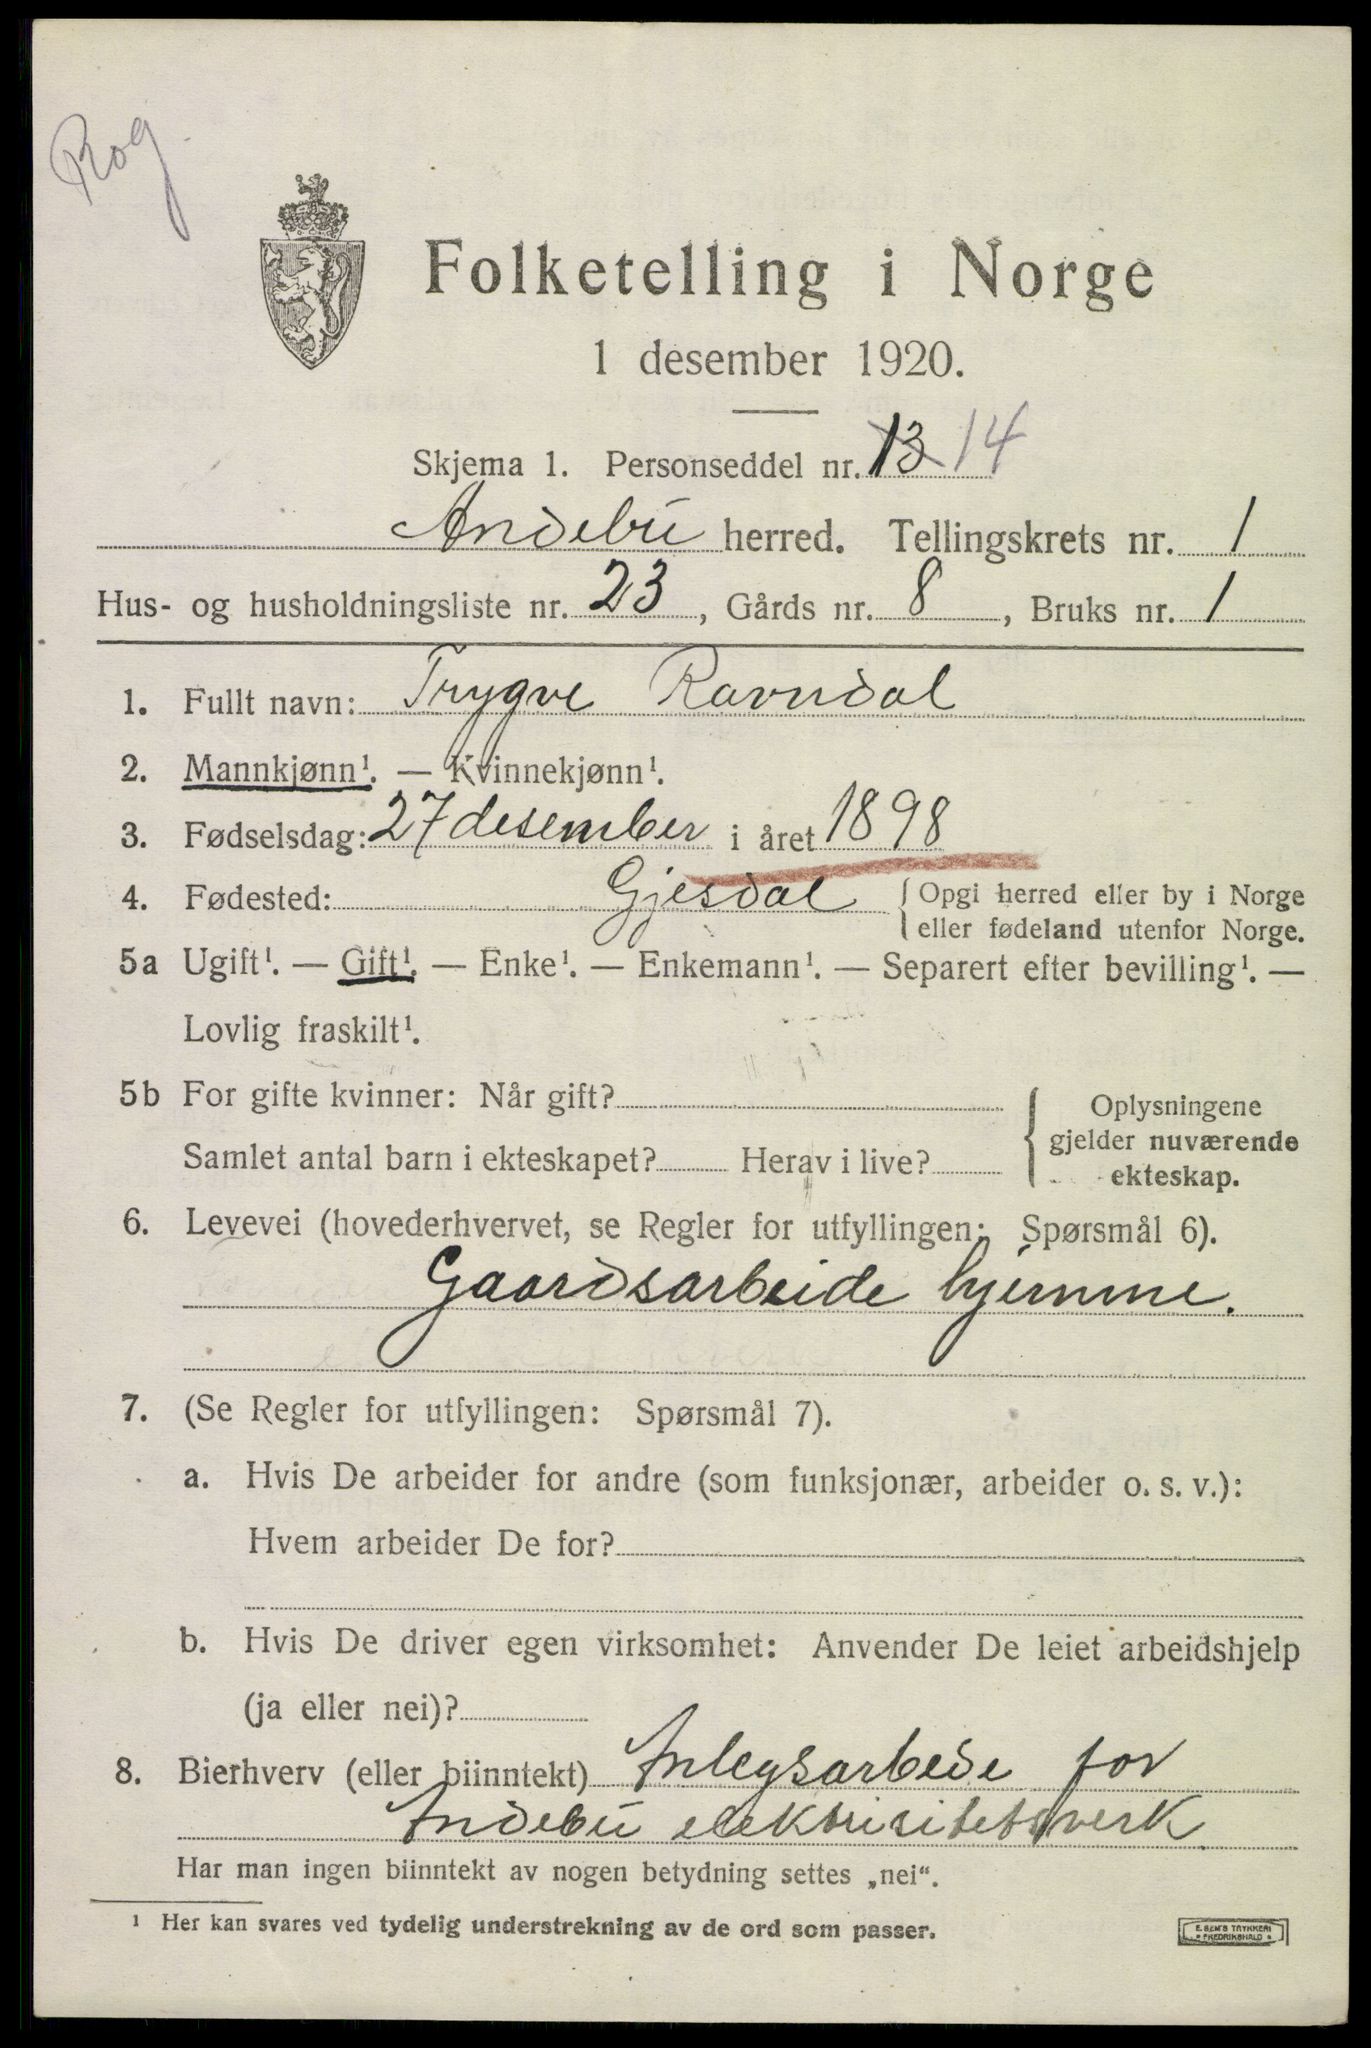 Rog.
Folketelling i Norge
1 desember 1920.
Skjema 1. Personseddel nr. 13 14
Andebu herred. Tellingskrets nr. 1
Hus- og husholdningsliste nr. 23, Gårds nr. 8, Bruks nr. 1
1. Fullt navn: Trygve Ravndal
2. Mannkjønn¹. — Kvinnekjønn¹.
3. Fødselsdag: 27 desember i året 1898
4. Fødested: Gjesdal { Opgi herred eller by i Norge
eller fødeland utenfor Norge.
5a Ugift¹. — Gift¹. — Enke¹. — Enkemann¹. — Separert efter bevilling¹. —
Lovlig fraskilt¹.
5b For gifte kvinner: Når gift?
Samlet antal barn i ekteskapet? Herav i live?
Oplysningene
gjelder nuværende
ekteskap.
6. Levevei (hovederhvervet, se Regler for utfyllingen: Spørsmål 6).
Gaardsarbeide hjemme.
7. (Se Regler for utfyllingen: Spørsmål 7).
a. Hvis De arbeider for andre (som funksjonær, arbeider o. s. v.):
Hvem arbeider De for?
b. Hvis De driver egen virksomhet: Anvender De leiet arbeidshjelp
(ja eller nei)?
8. Bierhverv (eller biinntekt) Anlegsarbeide for
Andebu elektrisitetsverk
Har man ingen biinntekt av nogen betydning settes „nei“.
¹ Her kan svares ved tydelig understrekning av de ord som passer.
E. SEM'S TRYKKERI
• FREDRIKSHALD •